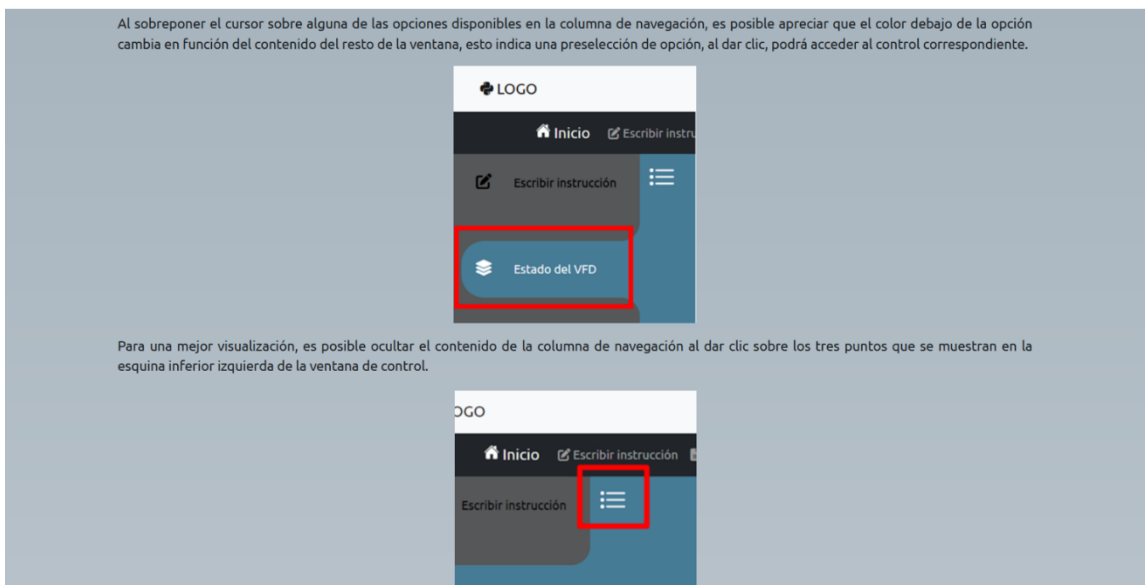 Al sobreponer el cursor sobre alguna de las opciones disponibles en la columna de navegación, es posible apreciar que el color debajo de la opción
cambia en función del contenido del resto de la ventana, esto indica una preselección de opción, al dar clic, podrá acceder al control correspondiente.
LOGO
Inicio Escribir instru
Escribir instrucción
Estado del VFD
Para una mejor visualización, es posible ocultar el contenido de la columna de navegación al dar clic sobre los tres puntos que se muestran en la
esquina inferior izquierda de la ventana de control.
OGO
Inicio Escribir instrucción
Escribir instrucción